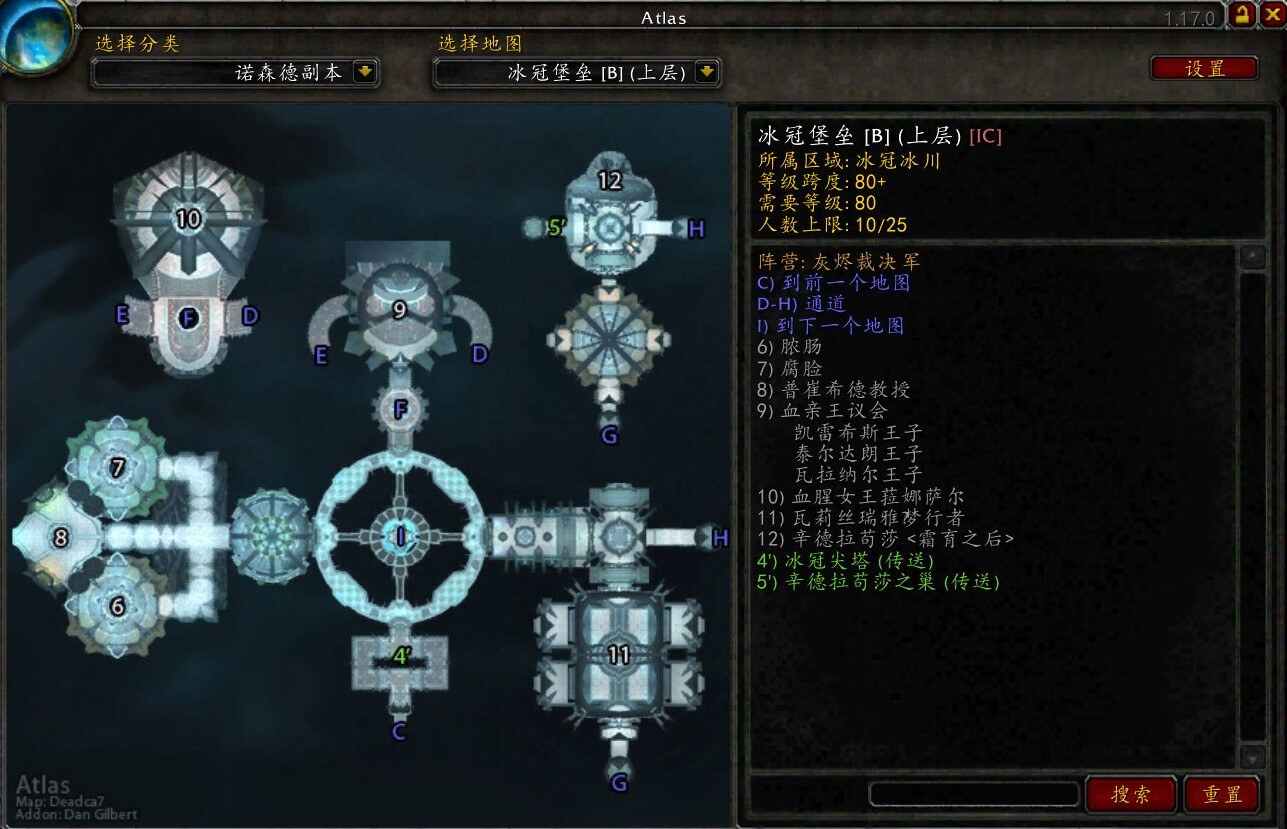 Atlas
1.17.0
选择分类
选择地图
诺森德副本
冰冠堡垒 [B] (上层)
设置
冰冠堡垒 [B] (上层) [IC]
所属区域: 冰冠冰川
等级跨度: 80+
需要等级: 80
人数上限: 10/25
阵营: 灰烬裁决军
C) 到前一个地图
D-H) 通道
I) 到下一个地图
6) 脓肠
7) 腐脸
8) 普崔希德教授
9) 血亲王议会
凯雷希斯王子
泰尔达朗王子
瓦拉纳尔王子
10) 血腥女王菈娜萨尔
11) 瓦莉丝瑞雅梦行者
12) 辛德拉苟莎 <霜育之后>
4') 冰冠尖塔 (传送)
5') 辛德拉苟莎之巢 (传送)
10
E
F
D
9
E
D
F
12
5'
H
G
7
8
6
I
H
4'
C
11
G
Atlas
Map: Deadca7
Addon: Dan Gilbert
搜索
重置